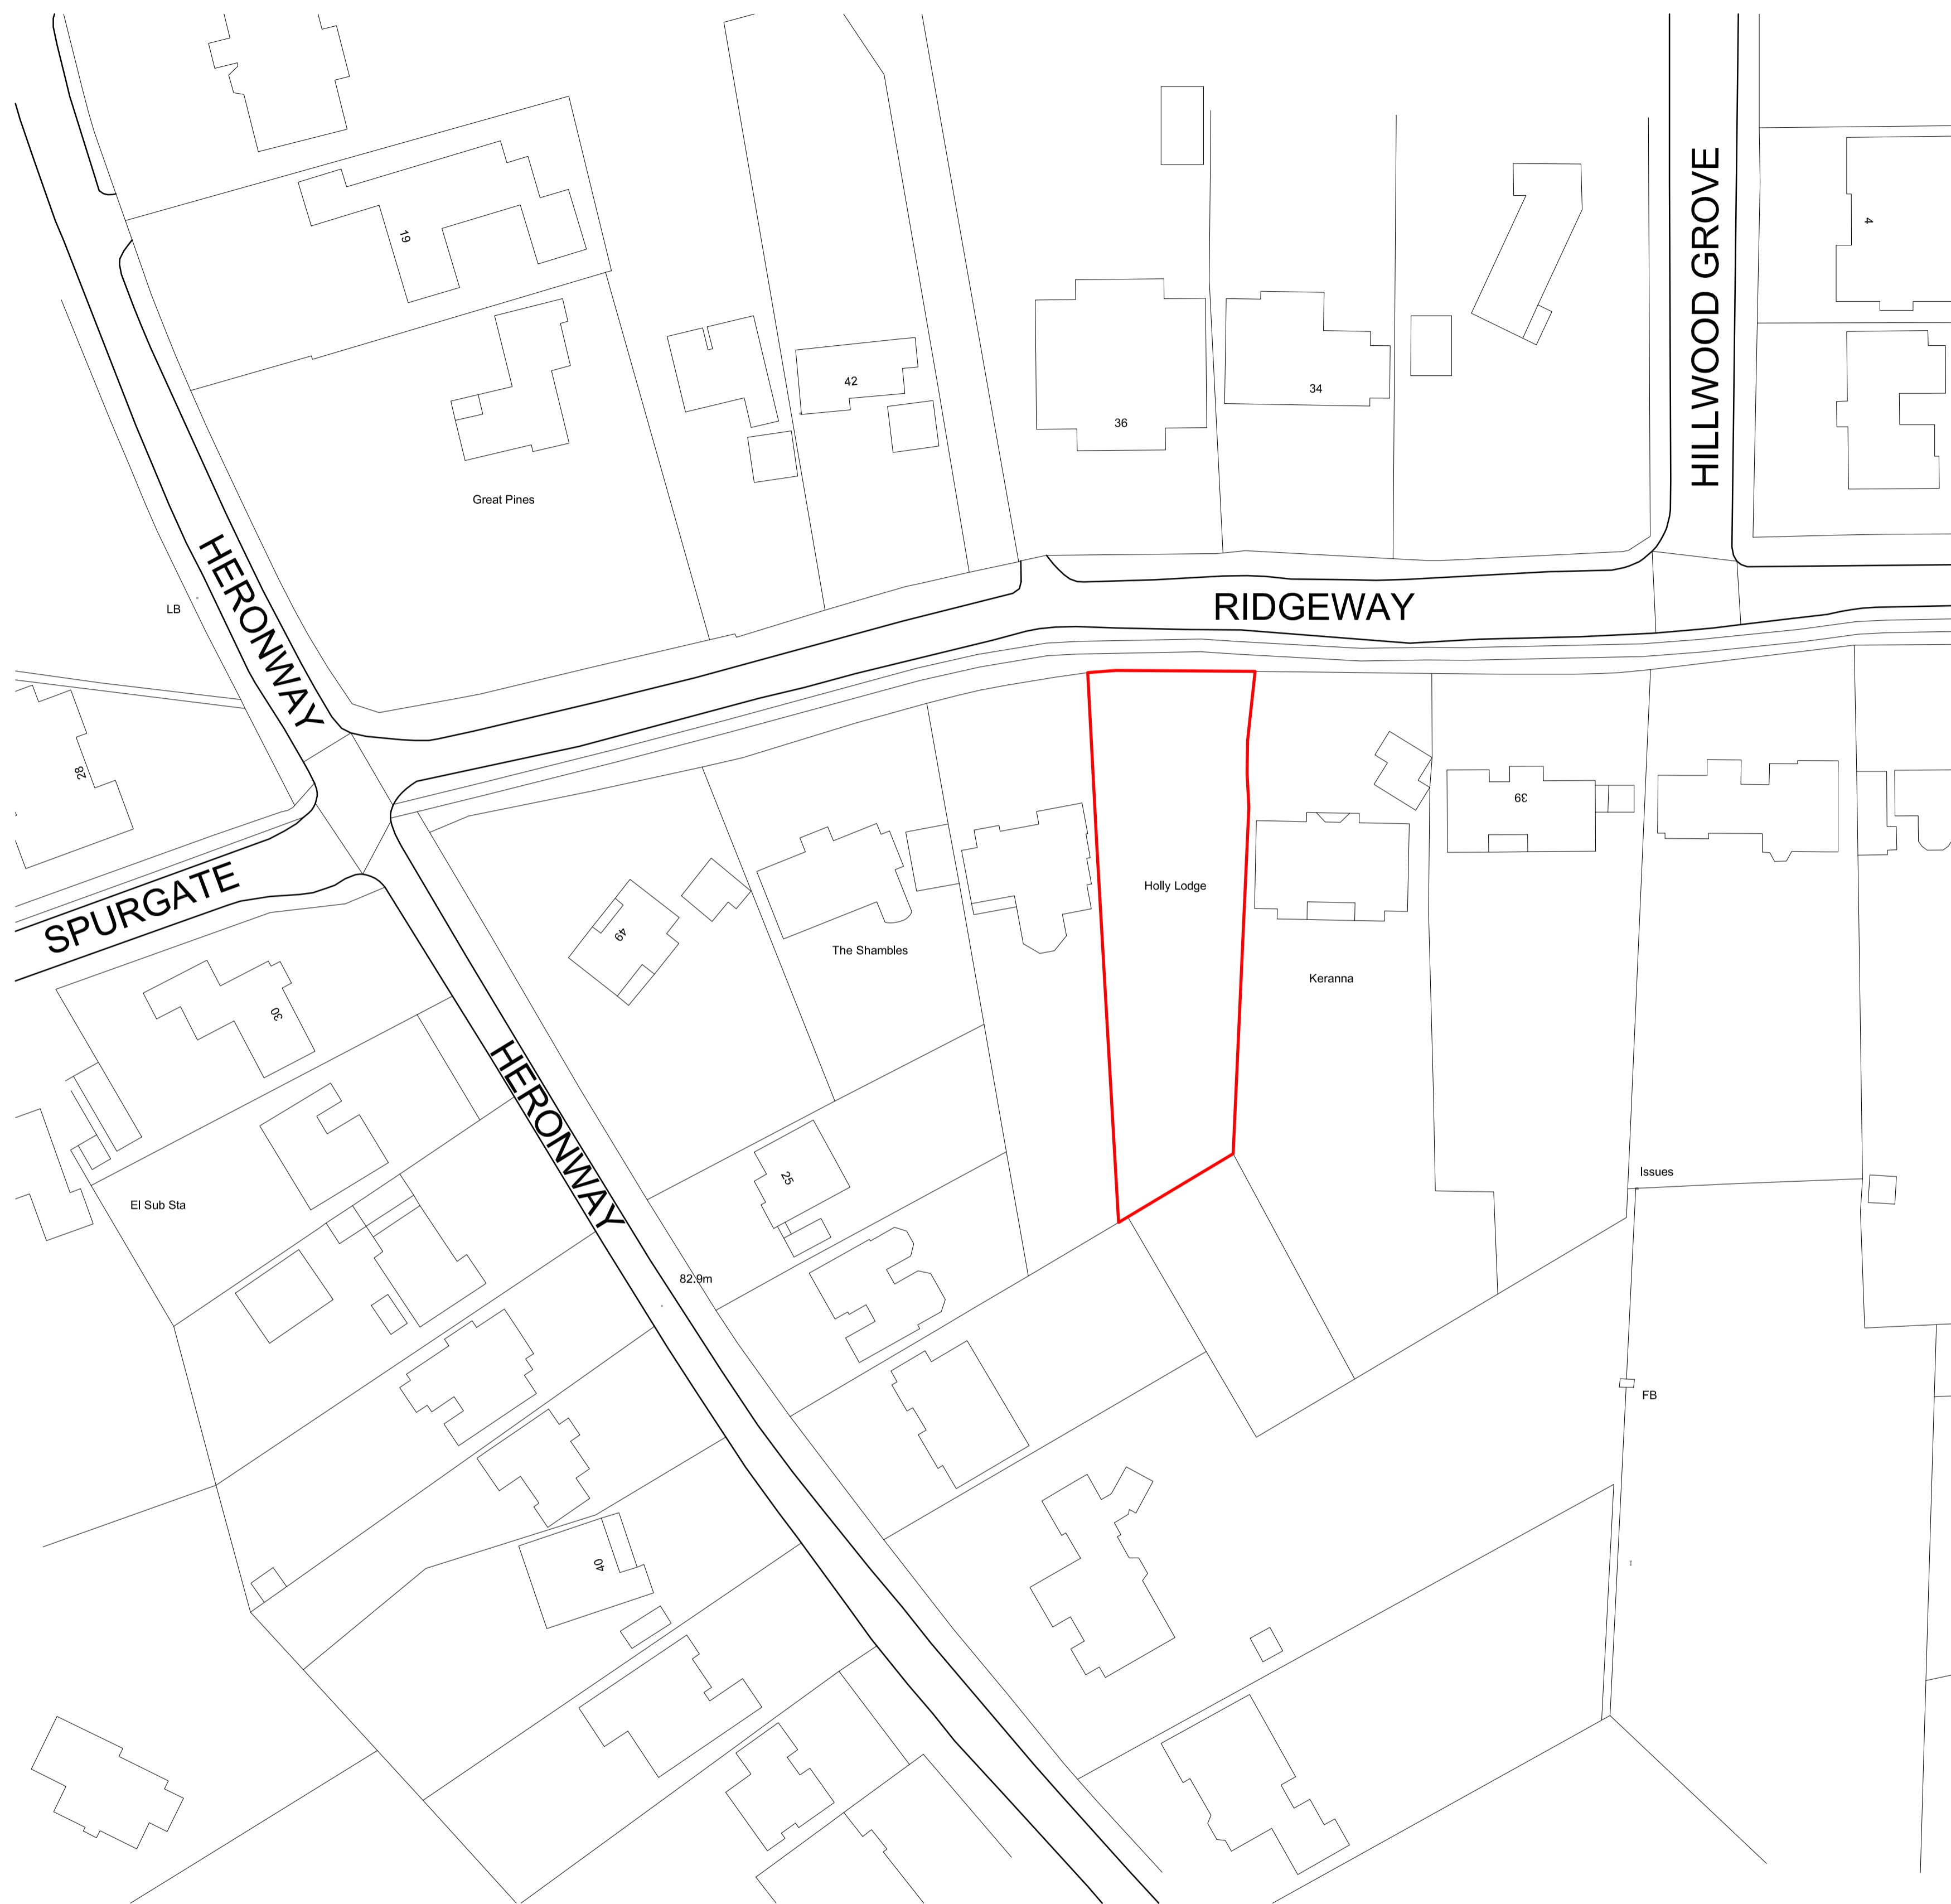 HILLWOOD GROVE
4
19
42
34
36
Great Pines
HERONWAY
LB
RIDGEWAY
28
39
Holly Lodge
SPURGATE
49
The Shambles
Keranna
30
HERONWAY
Issues
25
El Sub Sta
82.9m
FB
40